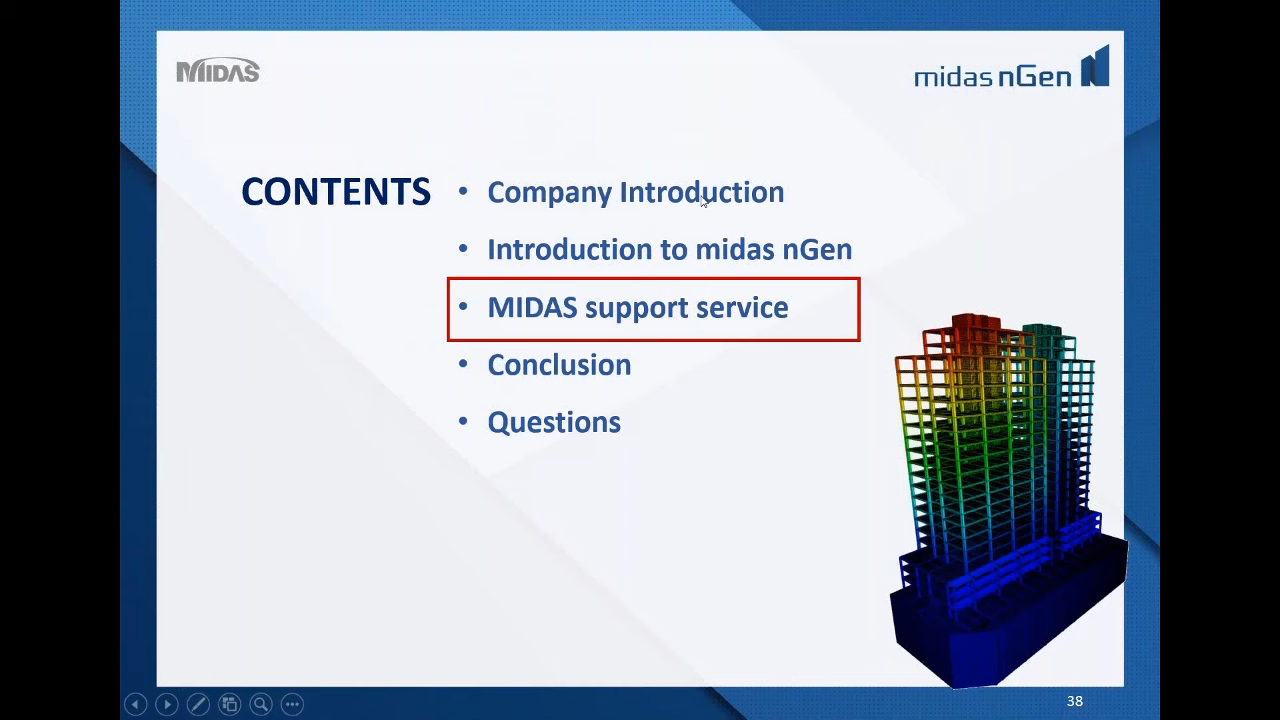 MIDAS
midas nGen
CONTENTS
• Company Introduction
• Introduction to midas nGen
• MIDAS support service
• Conclusion
• Questions
38